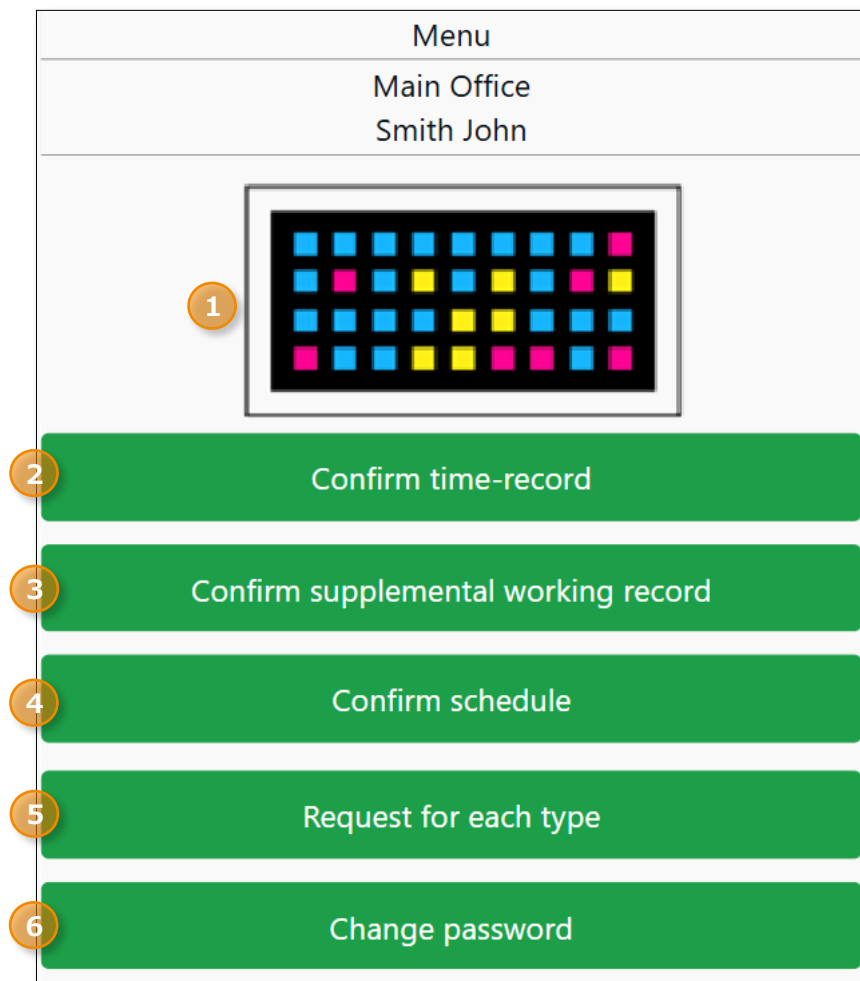 Menu
Main Office
Smith John
1
2
Confirm time-record
3
Confirm supplemental working record
4
Confirm schedule
5
Request for each type
6
Change password